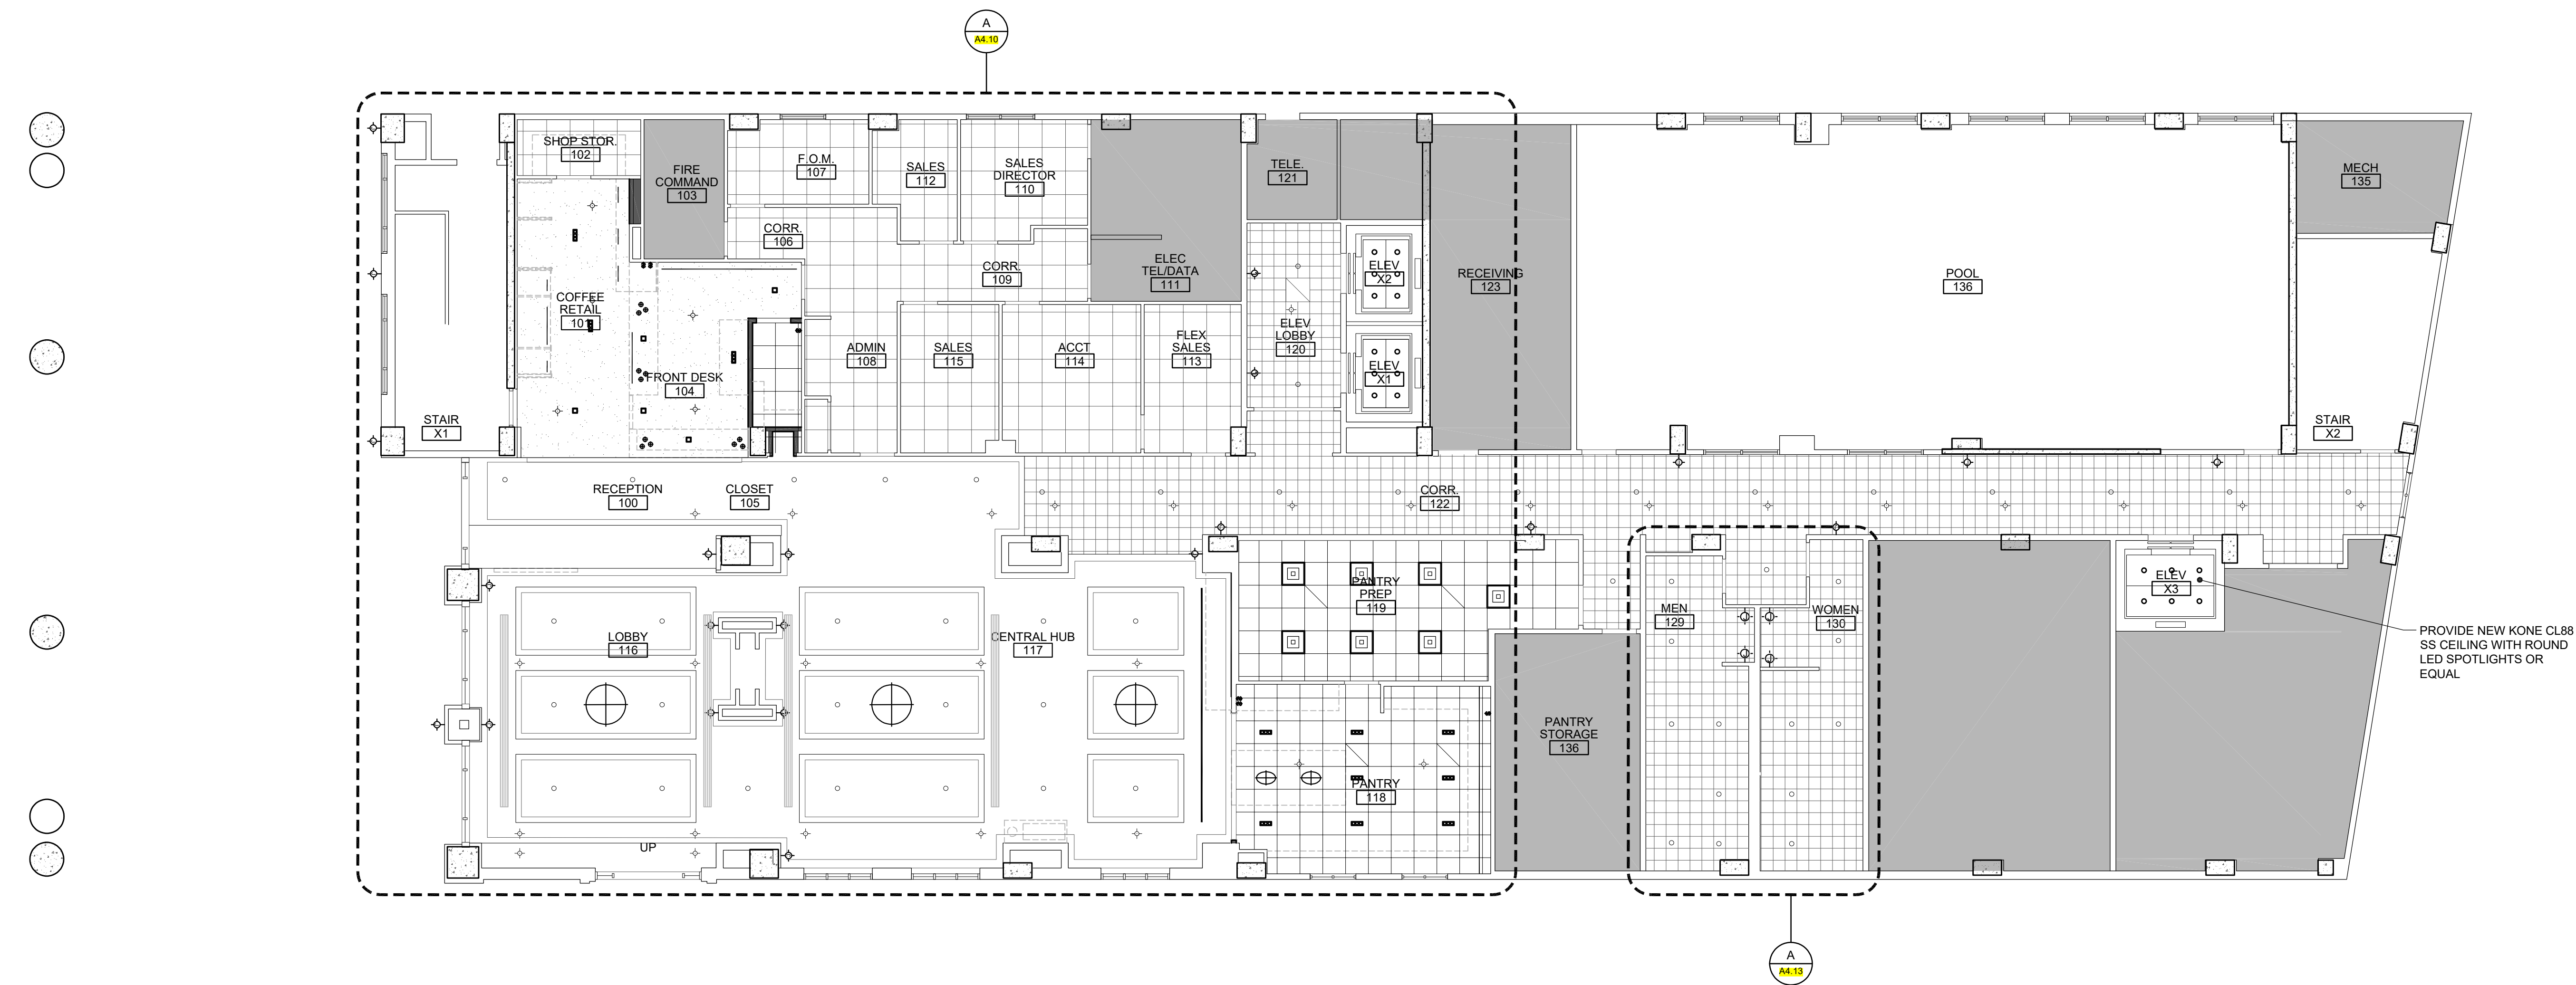 A
A4.10
SHOP STOR.
102
FIRE
COMMAND
103
F.O.M.
107
SALES
112
SALES
DIRECTOR
110
TELE.
121
MECH
135
CORR.
106
CORR.
109
ELEC
TEL/DATA
111
ELEV
X2
RECEIVING
123
POOL
136
COFFEE
RETAIL
101
ELEV
LOBBY
120
ADMIN
108
SALES
115
ACCT
114
FLEX
SALES
113
ELEV
X1
FRONT DESK
104
STAIR
X1
STAIR
X2
RECEPTION
100
CLOSET
105
CORR.
122
PANTRY
PREP
119
ELEV
X3
MEN
129
WOMEN
130
LOBBY
116
CENTRAL HUB
117
PROVIDE NEW KONE CL88
SS CEILING WITH ROUND
LED SPOTLIGHTS OR
EQUAL
PANTRY
STORAGE
136
PANTRY
118
UP
A
A4.13